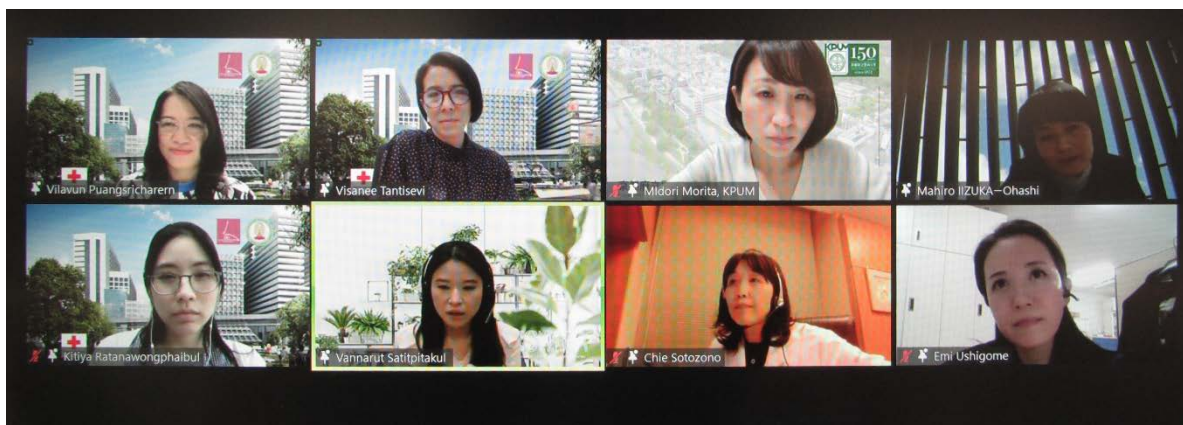 KPUM
150
Vilavun Puangsricharern
Visanee Tantisevi
MIdori Morita, KPUM
Mahiro IIZUKA-Ohashi
Kitiya Ratanawongphaibul
Vannarut Satitpitakul
Chie Sotozono
Emi Ushigome